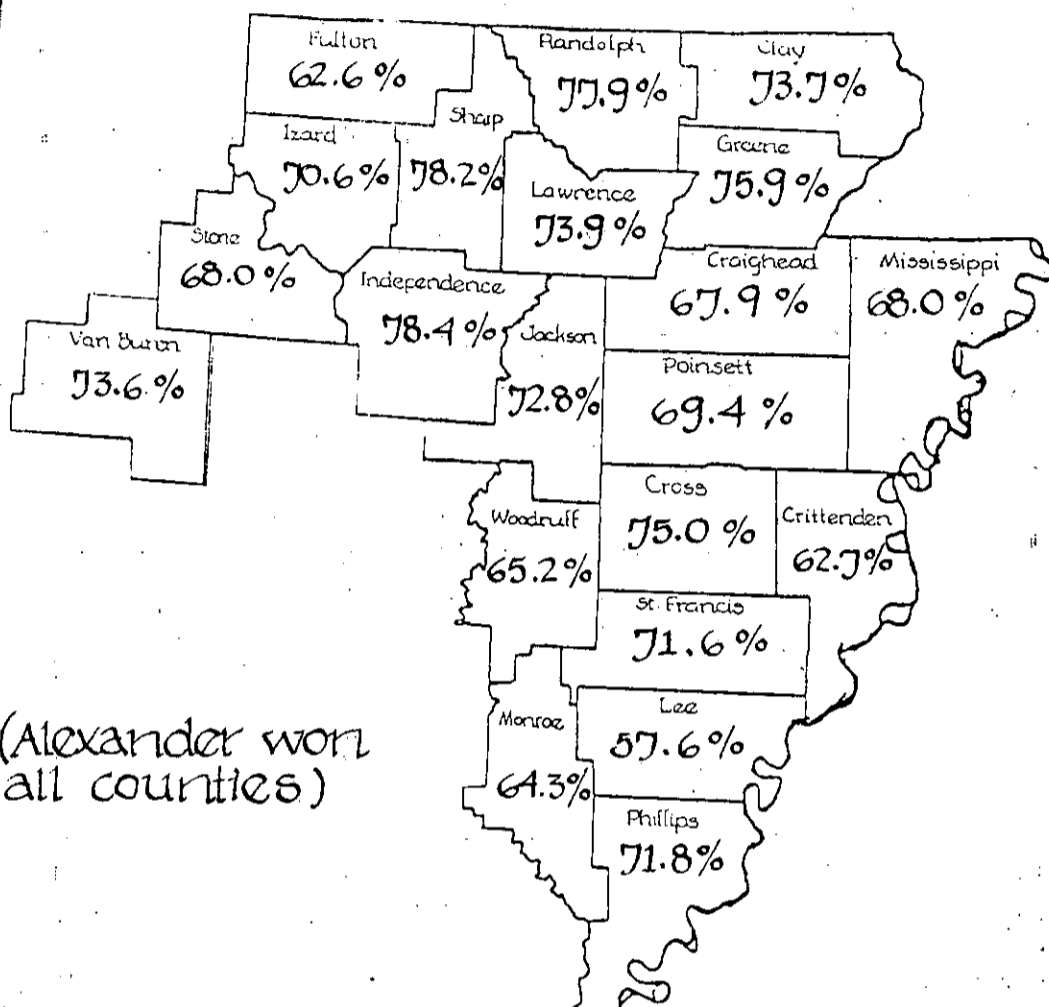 Fulton
62.6%
Randolph
77.9%
Clay
73.7%
Sharp
78.2%
Izard
70.6%
Greene
75.9%
Lawrence
73.9%
Stone
68.0%
Independence
78.4%
Jackson
72.8%
Craighead
67.9%
Mississippi
68.0%
Van Buren
73.6%
Poinsett
69.4%
Cross
75.0%
Crittenden
62.7%
Woodruff
65.2%
St. Francis
71.6%
Lee
57.6%
Monroe
64.3%
Phillips
71.8%
(Alexander won
all counties)